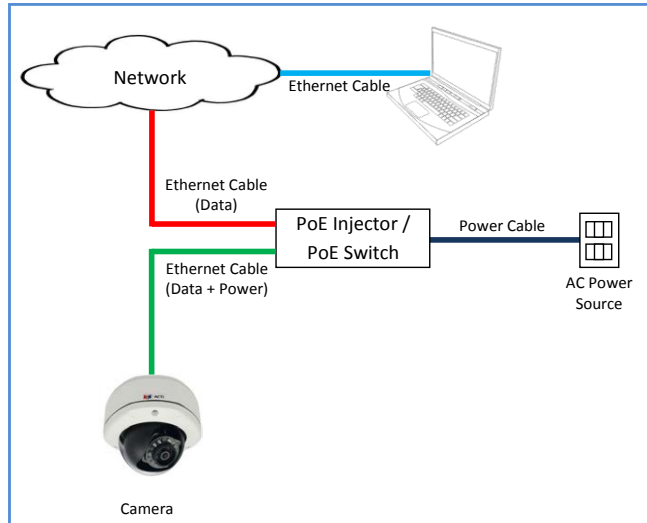 Network
Ethernet Cable
Ethernet Cable
(Data)
PoE Injector /
PoE Switch
Power Cable
Ethernet Cable
(Data + Power)
AC Power
Source
ACTi
Camera